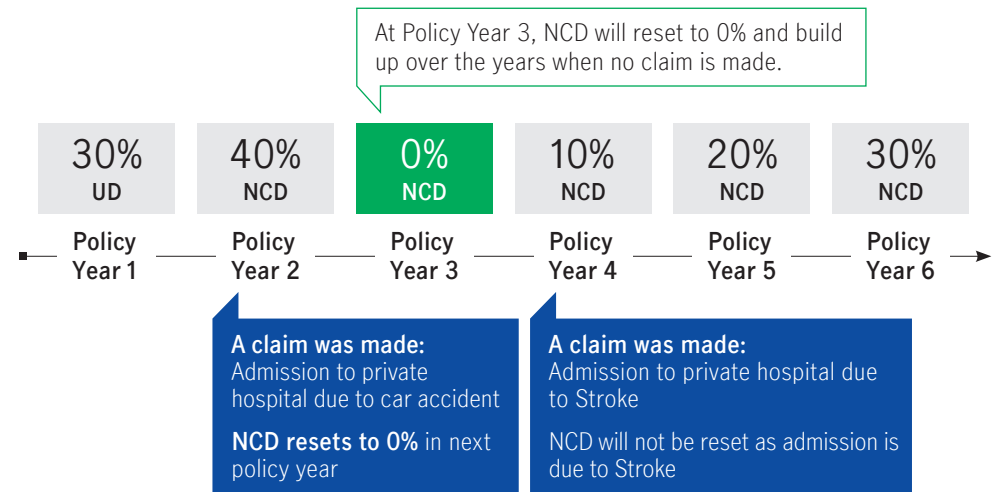 At Policy Year 3, NCD will reset to 0% and build
up over the years when no claim is made.
30%
UD
40%
NCD
0%
NCD
10%
NCD
20%
NCD
30%
NCD
Policy
Year 1
Policy
Year 2
Policy
Year 3
Policy
Year 4
Policy
Year 5
Policy
Year 6
A claim was made:
Admission to private
hospital due to car accident
NCD resets to 0% in next
policy year
A claim was made:
Admission to private hospital due
to Stroke
NCD will not be reset as admission is
due to Stroke